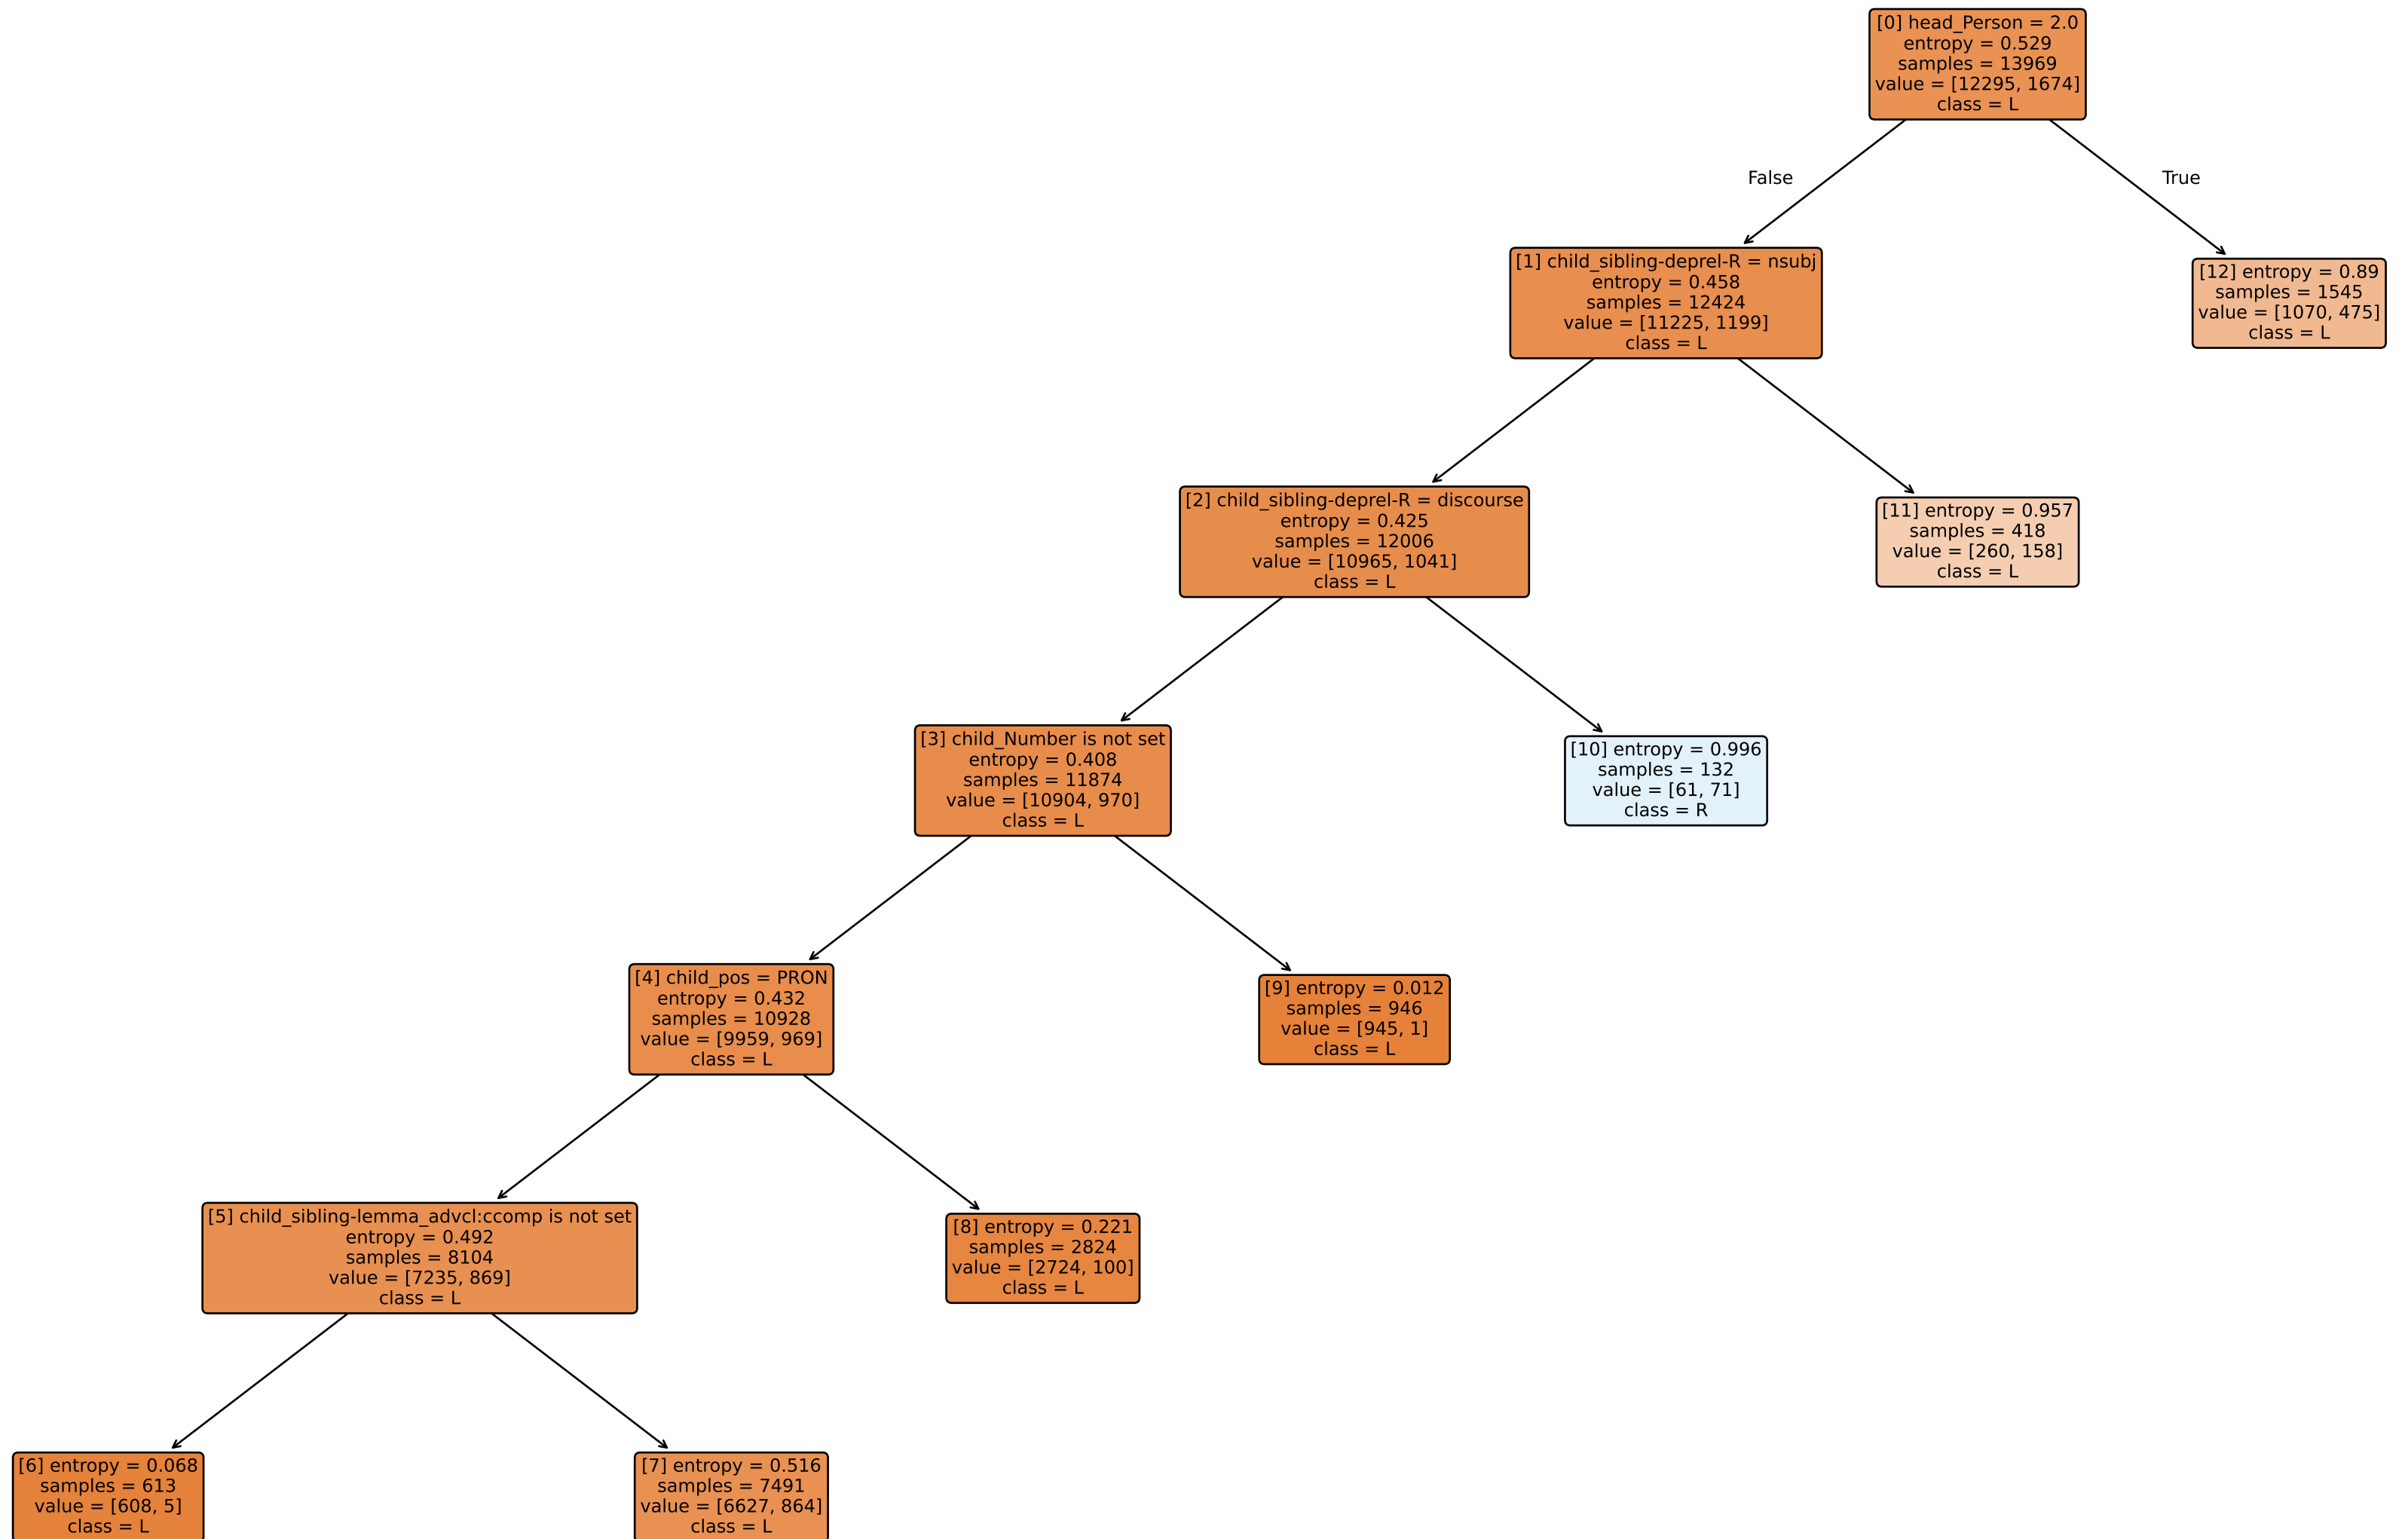 [0] head_Person = 2.0
entropy = 0.529
samples = 13969
value = [12295, 1674]
class = L
False
True
[1] child_sibling-deprel-R = nsubj
entropy = 0.458
samples = 12424
value = [11225, 1199]
class = L
[12] entropy = 0.89
samples = 1545
value = [1070, 475]
class = L
[2] child_sibling-deprel-R = discourse
entropy = 0.425
samples = 12006
value = [10965, 1041]
class = L
[11] entropy = 0.957
samples = 418
value = [260, 158]
class = L
[3] child_Number is not set
entropy = 0.408
samples = 11874
value = [10904, 970]
class = L
[10] entropy = 0.996
samples = 132
value = [61, 71]
class = R
[4] child_pos = PRON
entropy = 0.432
samples = 10928
value = [9959, 969]
class = L
[9] entropy = 0.012
samples = 946
value = [945, 1]
class = L
[5] child_sibling-lemma_advcl:ccomp is not set
entropy = 0.492
samples = 8104
value = [7235, 869]
class = L
[8] entropy = 0.221
samples = 2824
value = [2724, 100]
class = L
[6] entropy = 0.068
samples = 613
value = [608, 5]
class = L
[7] entropy = 0.516
samples = 7491
value = [6627, 864]
class = L